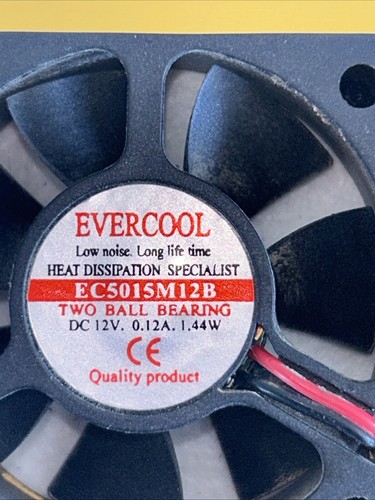 EVERCOOL
Low noise. Long life time
HEAT DISSIPATION SPECIALIST
EC5015M12B
TWO BALL BEARING
DC 12V. 0.12A. 1.44W
CE
Quality product